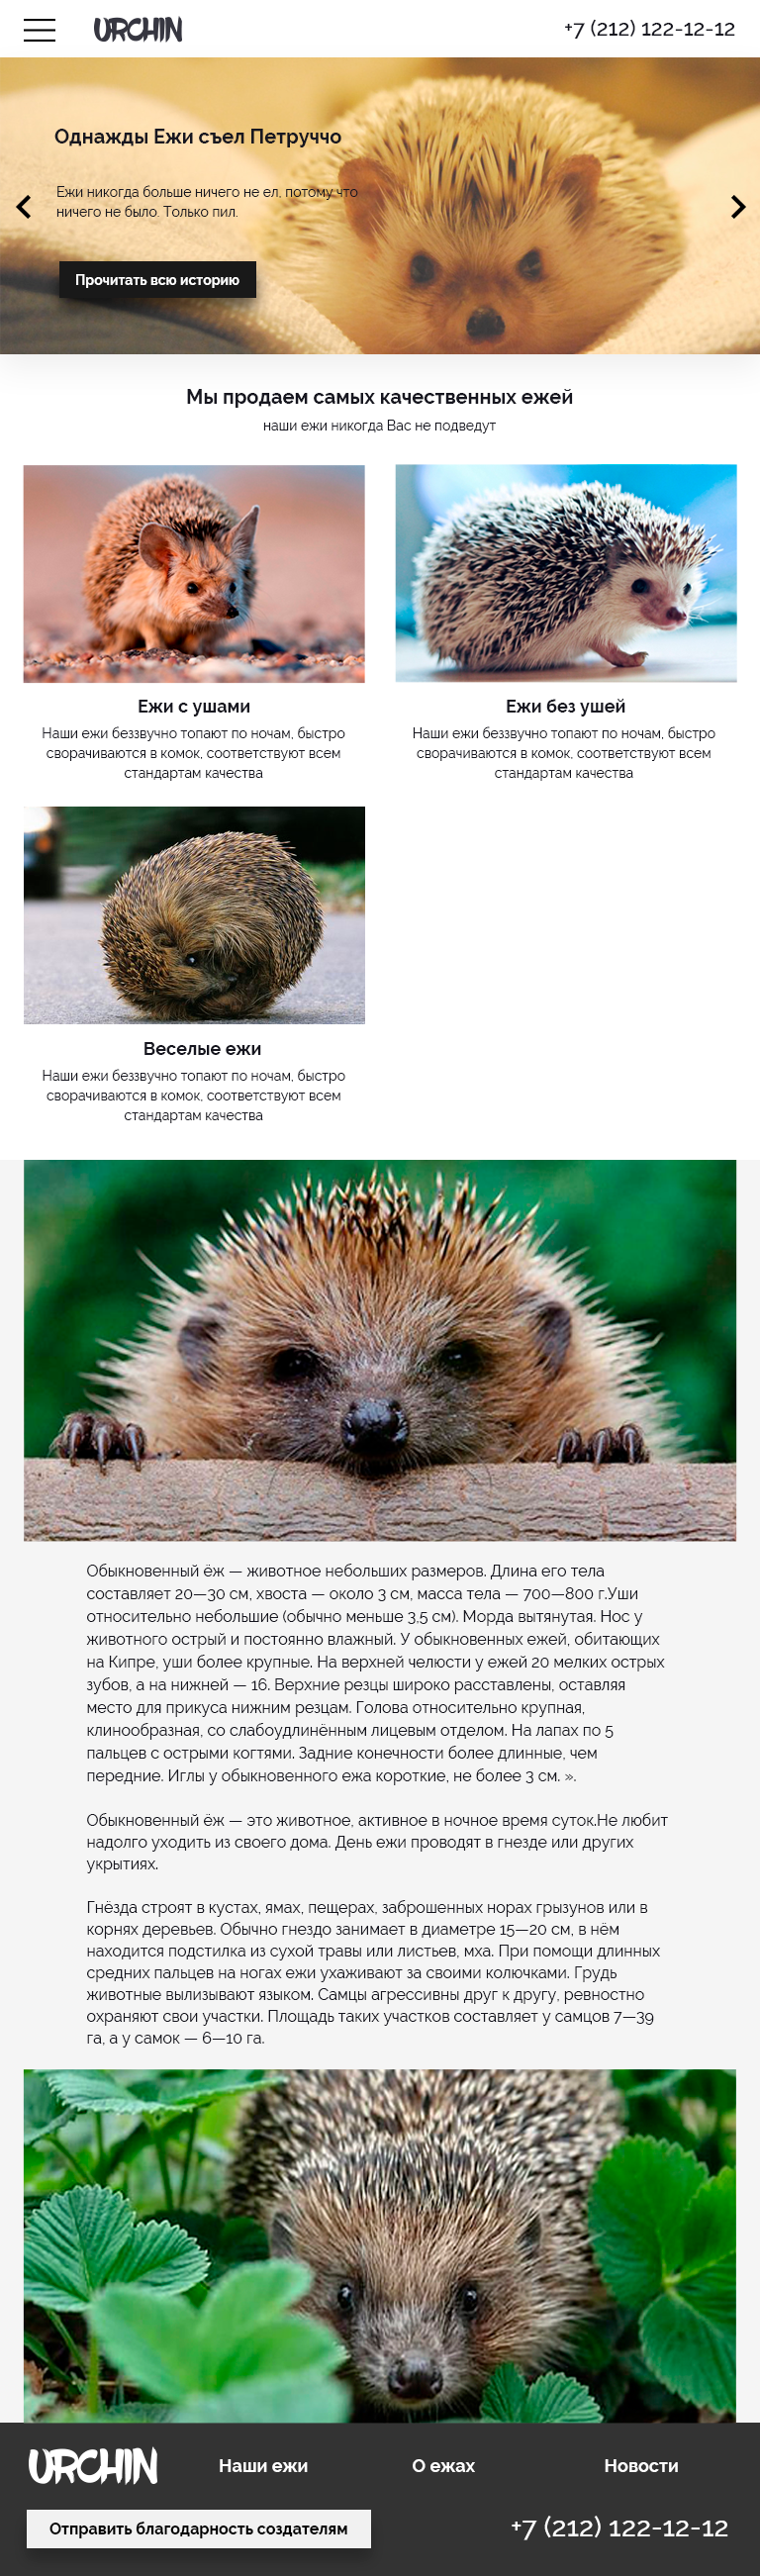 URCHIN
+7 (212) 122-12-12
Однажды Ежи съел Петруччо
Ежи никогда больше ничего не ел, потому что
ничего не было. Только пил.
Прочитать всю историю
Мы продаем самых качественных ежей
наши ежи никогда Вас не подведут
Ежи с ушами
Наши ежи беззвучно топают по ночам, быстро
сворачиваются в комок, соответствуют всем
стандартам качества
Ежи без ушей
Наши ежи беззвучно топают по ночам, быстро
сворачиваются в комок, соответствуют всем
стандартам качества
Веселые ежи
Наши ежи беззвучно топают по ночам, быстро
сворачиваются в комок, соответствуют всем
стандартам качества
Обыкновенный ёж — животное небольших размеров. Длина его тела
составляет 20—30 см, хвоста — около 3 см, масса тела — 700—800 г.Уши
относительно небольшие (обычно меньше 3,5 см). Морда вытянутая. Нос у
животного острый и постоянно влажный. У обыкновенных ежей, обитающих
на Кипре, уши более крупные. На верхней челюсти у ежей 20 мелких острых
зубов, а на нижней — 16. Верхние резцы широко расставлены, оставляя
место для прикуса нижним резцам. Голова относительно крупная,
клинообразная, со слабоудлинённым лицевым отделом. На лапах по 5
пальцев с острыми когтями. Задние конечности более длинные, чем
передние. Иглы у обыкновенного ежа короткие, не более 3 см. ».
Обыкновенный ёж — это животное, активное в ночное время суток.Не любит
надолго уходить из своего дома. День ежи проводят в гнезде или других
укрытиях.
Гнёзда строят в кустах, ямах, пещерах, заброшенных норах грызунов или в
корнях деревьев. Обычно гнездо занимает в диаметре 15—20 см, в нём
находится подстилка из сухой травы или листьев, мха. При помощи длинных
средних пальцев на ногах ежи ухаживают за своими колючками. Грудь
животные вылизывают языком. Самцы агрессивны друг к другу, ревностно
охраняют свои участки. Площадь таких участков составляет у самцов 7—39
га, а у самок — 6—10 га.
URCHIN
Наши ежи
О ежах
Новости
Отправить благодарность создателям
+7 (212) 122-12-12